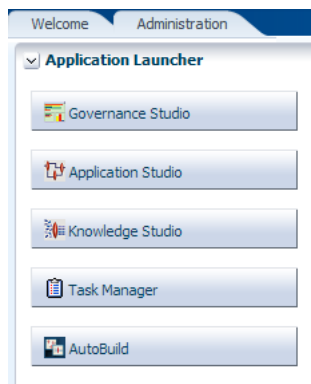 Welcome Administration
Application Launcher
Governance Studio
Application Studio
Knowledge Studio
Task Manager
AutoBuild